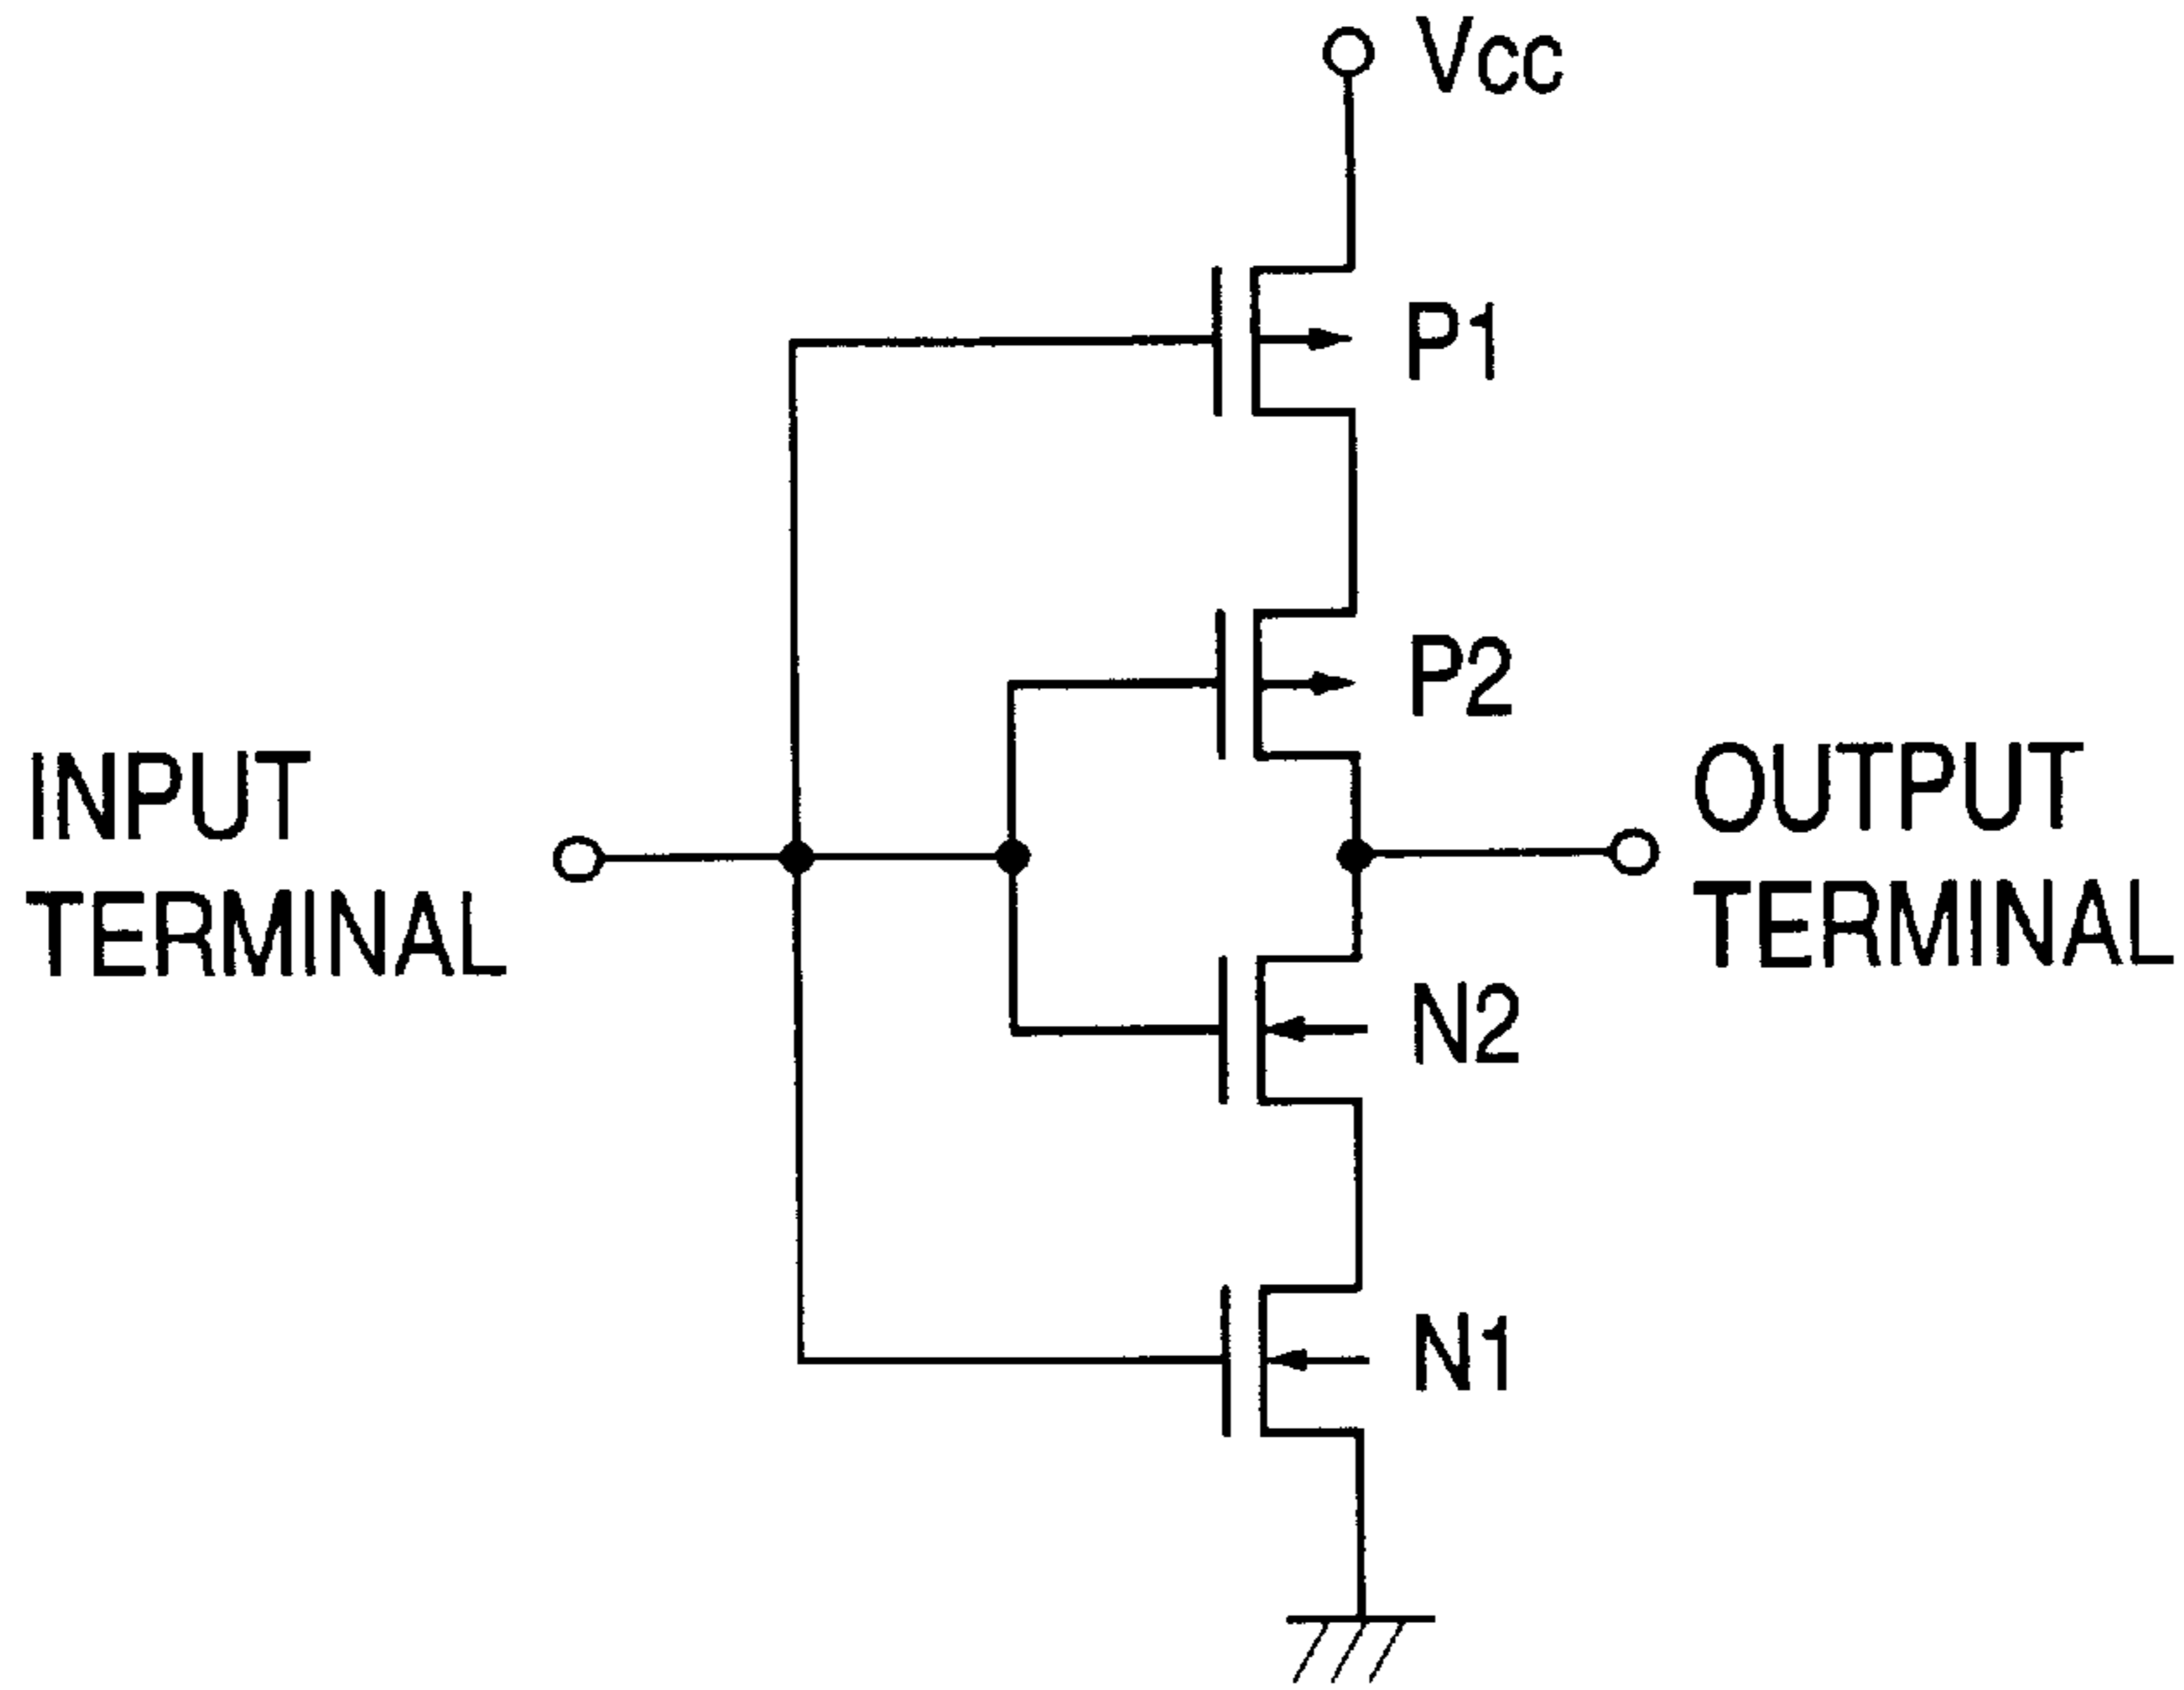 Vcc
P1
P2
INPUT
TERMINAL
OUTPUT
TERMINAL
N2
N1